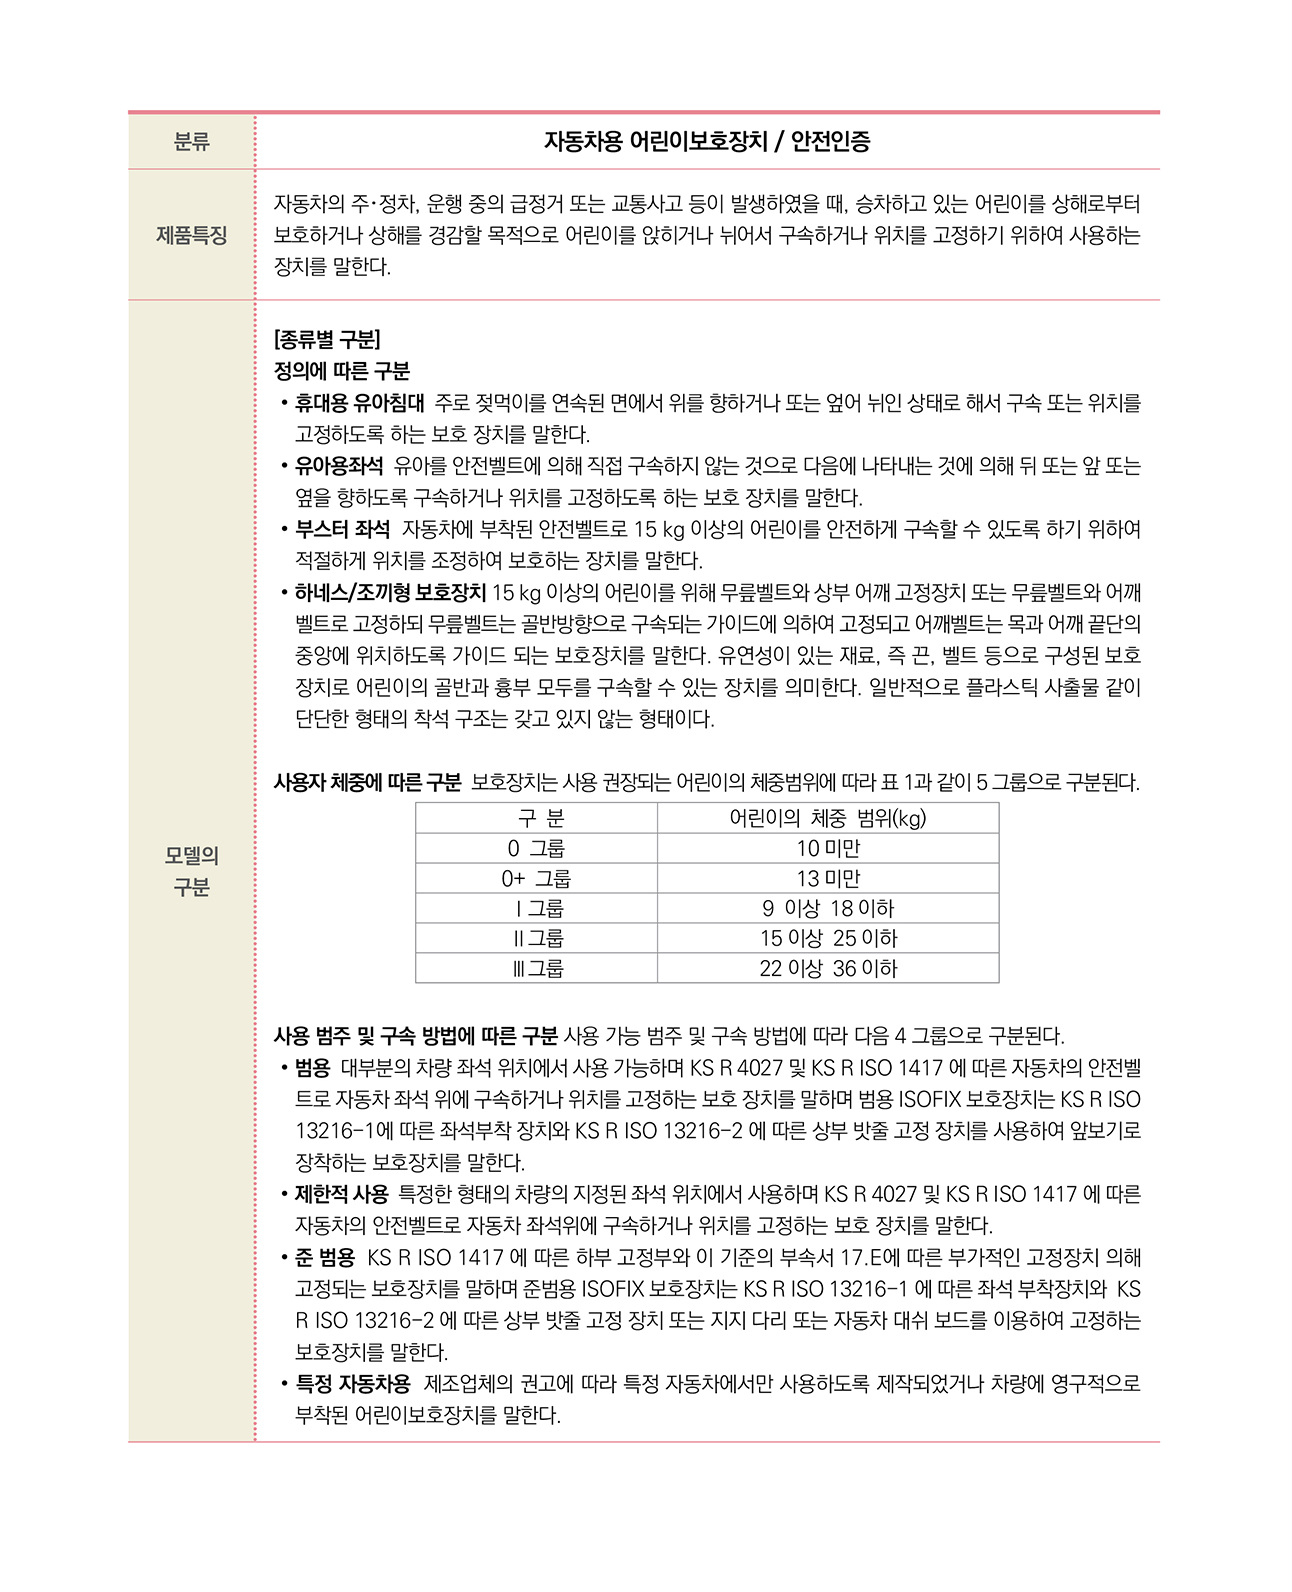 분류
자동차용 어린이보호장치 / 안전인증
제품특징
자동차의 주·정차, 운행 중의 급정거 또는 교통사고 등이 발생하였을 때, 승차하고 있는 어린이를 상해로부터
보호하거나 상해를 경감할 목적으로 어린이를 앉히거나 뉘어서 구속하거나 위치를 고정하기 위하여 사용하는
장치를 말한다.
모델의
구분
[종류별 구분]
정의에 따른 구분
• 휴대용 유아침대 주로 젖먹이를 연속된 면에서 위를 향하거나 또는 엎어 뉘인 상태로 해서 구속 또는 위치를
고정하도록 하는 보호 장치를 말한다.
• 유아용좌석 유아를 안전벨트에 의해 직접 구속하지 않는 것으로 다음에 나타내는 것에 의해 뒤 또는 앞 또는
옆을 향하도록 구속하거나 위치를 고정하도록 하는 보호 장치를 말한다.
• 부스터 좌석 자동차에 부착된 안전벨트로 15 kg 이상의 어린이를 안전하게 구속할 수 있도록 하기 위하여
적절하게 위치를 조정하여 보호하는 장치를 말한다.
• 하네스/조끼형 보호장치 15 kg 이상의 어린이를 위해 무릎벨트와 상부 어깨 고정장치 또는 무릎벨트와 어깨
벨트로 고정하되 무릎벨트는 골반방향으로 구속되는 가이드에 의하여 고정되고 어깨벨트는 목과 어깨 끝단의
중앙에 위치하도록 가이드 되는 보호장치를 말한다. 유연성이 있는 재료, 즉 끈, 벨트 등으로 구성된 보호
장치로 어린이의 골반과 흉부 모두를 구속할 수 있는 장치를 의미한다. 일반적으로 플라스틱 사출물 같이
단단한 형태의 착석 구조는 갖고 있지 않는 형태이다.
사용자 체중에 따른 구분 보호장치는 사용 권장되는 어린이의 체중범위에 따라 표 1과 같이 5 그룹으로 구분된다.
구 분 어린이의 체중 범위(kg)
0 그룹 10 미만
0+ 그룹 13 미만
Ⅰ그룹 9 이상 18 이하
Ⅱ그룹 15 이상 25 이하
Ⅲ그룹 22 이상 36 이하
사용 범주 및 구속 방법에 따른 구분 사용 가능 범주 및 구속 방법에 따라 다음 4 그룹으로 구분된다.
• 범용 대부분의 차량 좌석 위치에서 사용 가능하며 KS R 4027 및 KS R ISO 1417 에 따른 자동차의 안전벨
트로 자동차 좌석 위에 구속하거나 위치를 고정하는 보호 장치를 말하며 범용 ISOFIX 보호장치는 KS R ISO
13216-1에 따른 좌석부착 장치와 KS R ISO 13216-2 에 따른 상부 밧줄 고정 장치를 사용하여 앞보기로
장착하는 보호장치를 말한다.
• 제한적 사용 특정한 형태의 차량의 지정된 좌석 위치에서 사용하며 KS R 4027 및 KS R ISO 1417 에 따른
자동차의 안전벨트로 자동차 좌석위에 구속하거나 위치를 고정하는 보호 장치를 말한다.
• 준 범용 KS R ISO 1417 에 따른 하부 고정부와 이 기준의 부속서 17.E에 따른 부가적인 고정장치 의해
고정되는 보호장치를 말하며 준범용 ISOFIX 보호장치는 KS R ISO 13216-1 에 따른 좌석 부착장치와 KS
R ISO 13216-2 에 따른 상부 밧줄 고정 장치 또는 지지 다리 또는 자동차 대쉬 보드를 이용하여 고정하는
보호장치를 말한다.
• 특정 자동차용 제조업체의 권고에 따라 특정 자동차에서만 사용하도록 제작되었거나 차량에 영구적으로
부착된 어린이보호장치를 말한다.